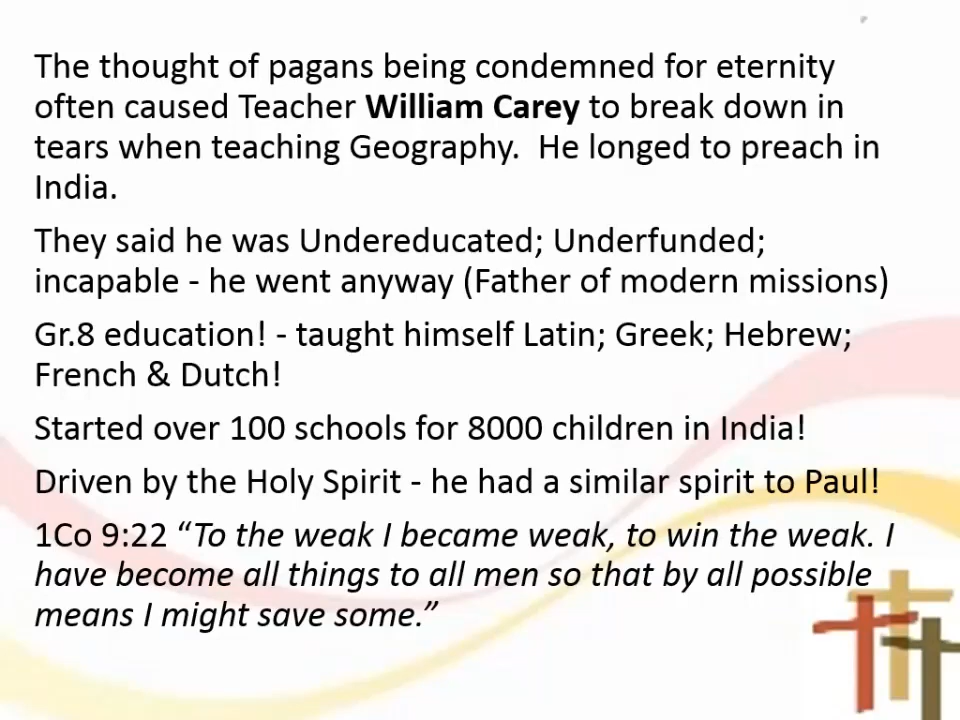 The thought of pagans being condemned for eternity
often caused Teacher William Carey to break down in
tears when teaching Geography.  He longed to preach in
India.
They said he was Undereducated; Underfunded;
incapable - he went anyway (Father of modern missions)
Gr.8 education! - taught himself Latin; Greek; Hebrew;
French & Dutch!
Started over 100 schools for 8000 children in India!
Driven by the Holy Spirit - he had a similar spirit to Paul!
1Co 9:22 “To the weak I became weak, to win the weak. I
have become all things to all men so that by all possible
means I might save some.”